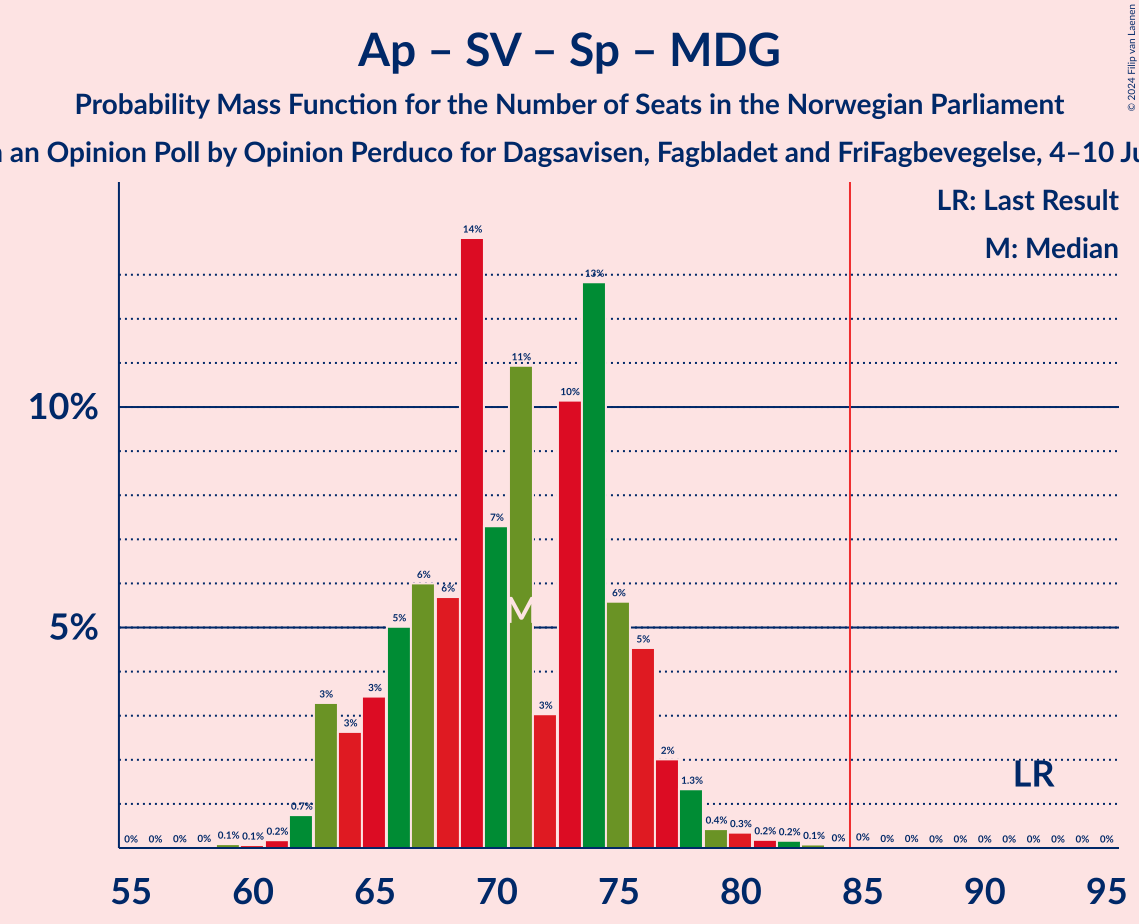 Ap – SV – Sp – MDG
Probability Mass Function for the Number of Seats in the Norwegian Parliament
an Opinion Poll by Opinion Perduco for Dagsavisen, Fagbladet and FriFagbevegelse, 4–10
© 2024 Filip van Laenen
LR: Last Result
M: Median
10%
5%
0% 0% 0% 0% 0.1% 0.1% 0.2% 0.7% 3% 3% 3% 5% 6% 6% 14% 7% 11% 3% 10% 13% 6% 5% 2% 1.3% 0.4% 0.3% 0.2% 0.2% 0.1% 0% 0% 0% 0% 0% 0% 0% 0% 0% 0% 0% 0%
M
LR
55 60 65 70 75 80 85 90 95